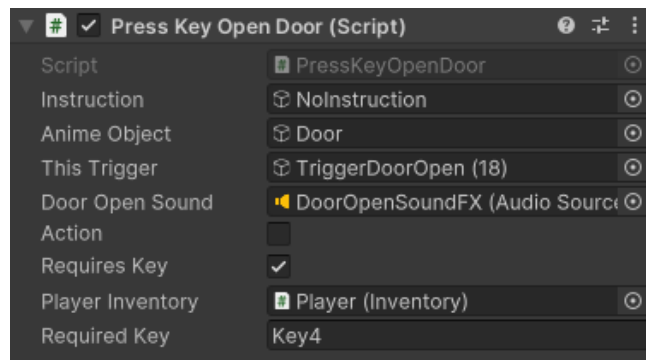 Press Key Open Door (Script)
Script PressKeyOpenDoor
Instruction NoInstruction
Anime Object Door
This Trigger TriggerDoorOpen (18)
Door Open Sound DoorOpenSoundFX (Audio Source
Action
Requires Key
Player Inventory Player (Inventory)
Required Key Key4